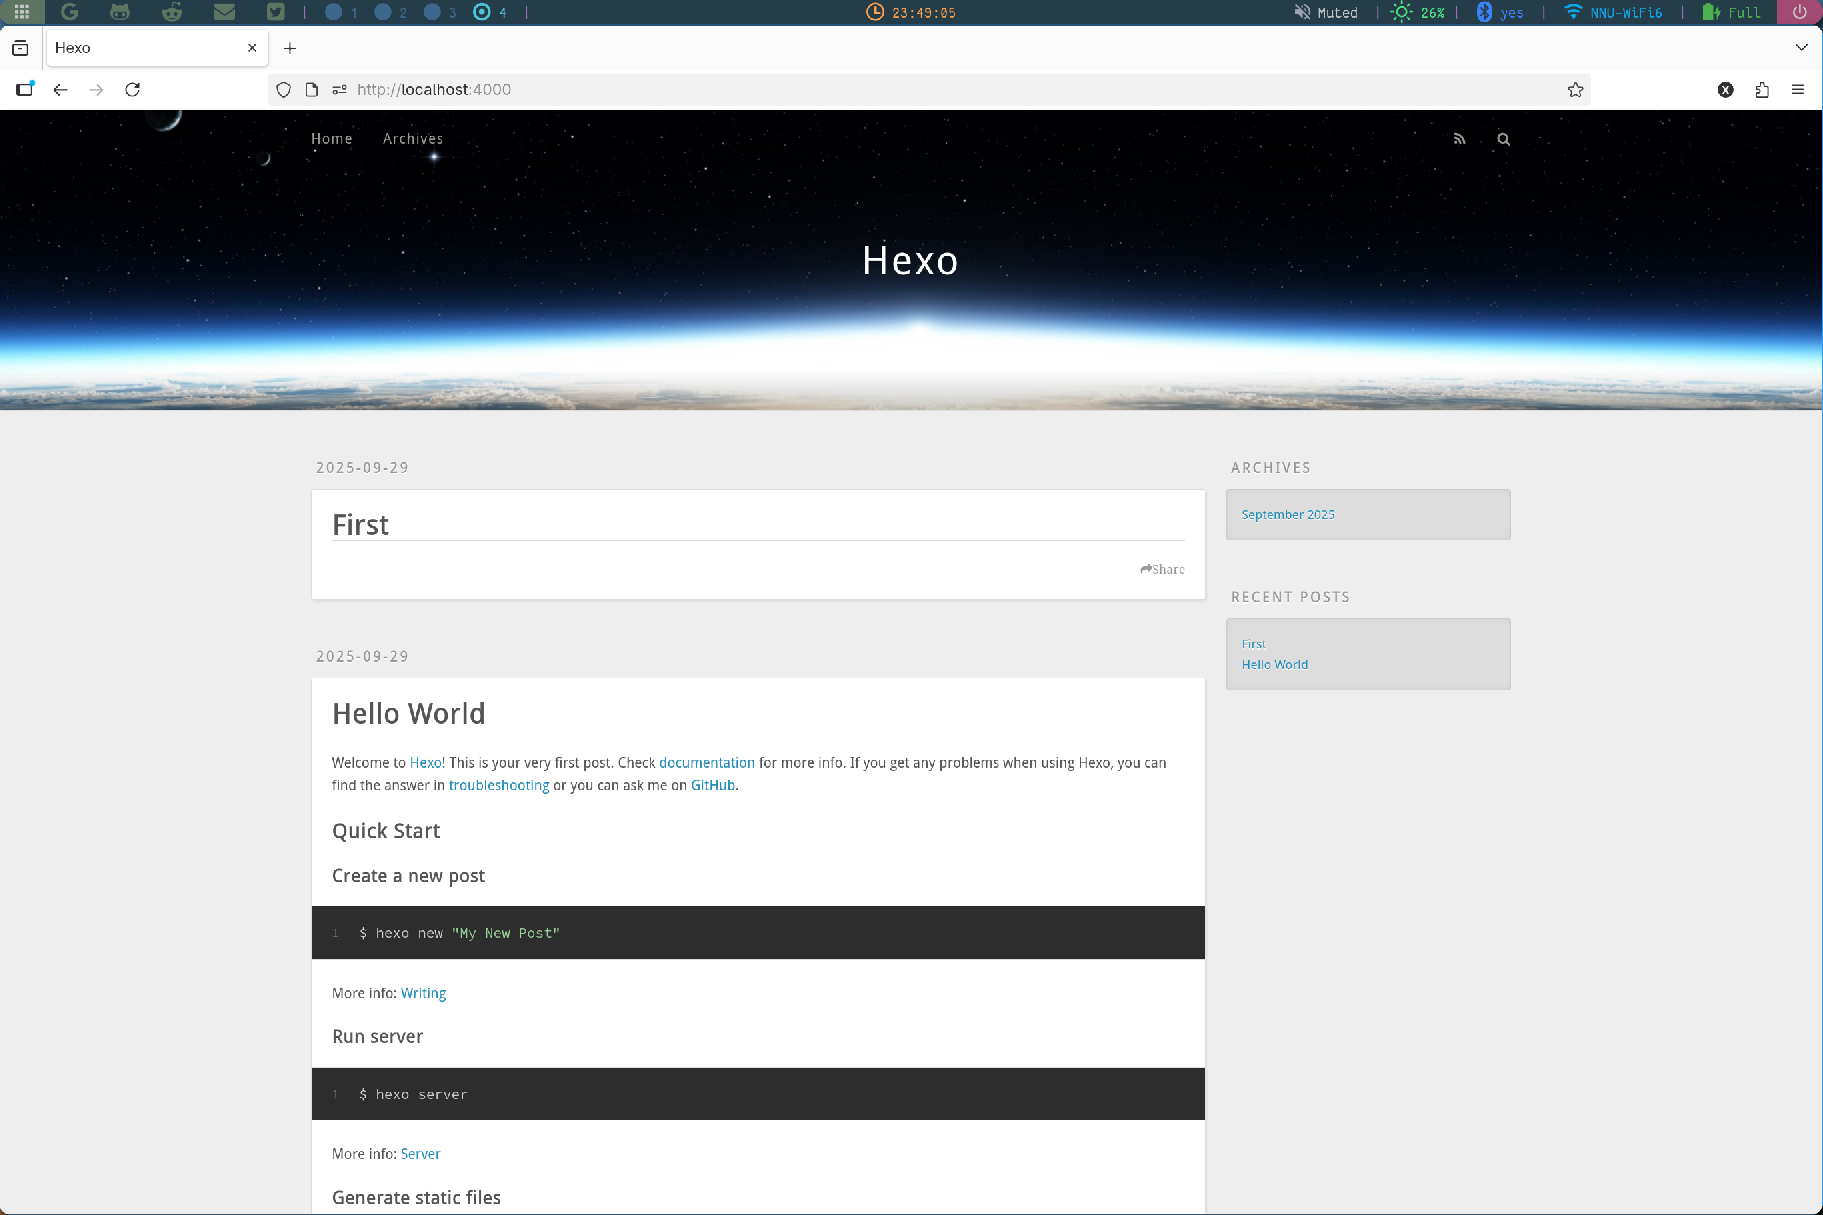 1 2 3 4 23:49:05 Muted 26% yes NNU-WiFi6 Full
Hexo
http://localhost:4000
Home Archives
Hexo
2025-09-29
First
Share
2025-09-29
Hello World
Welcome to Hexo! This is your very first post. Check documentation for more info. If you get any problems when using Hexo, you can
find the answer in troubleshooting or you can ask me on GitHub.
Quick Start
Create a new post
1 $ hexo new "My New Post"
More info: Writing
Run server
1 $ hexo server
More info: Server
Generate static files
ARCHIVES
September 2025
RECENT POSTS
First
Hello World